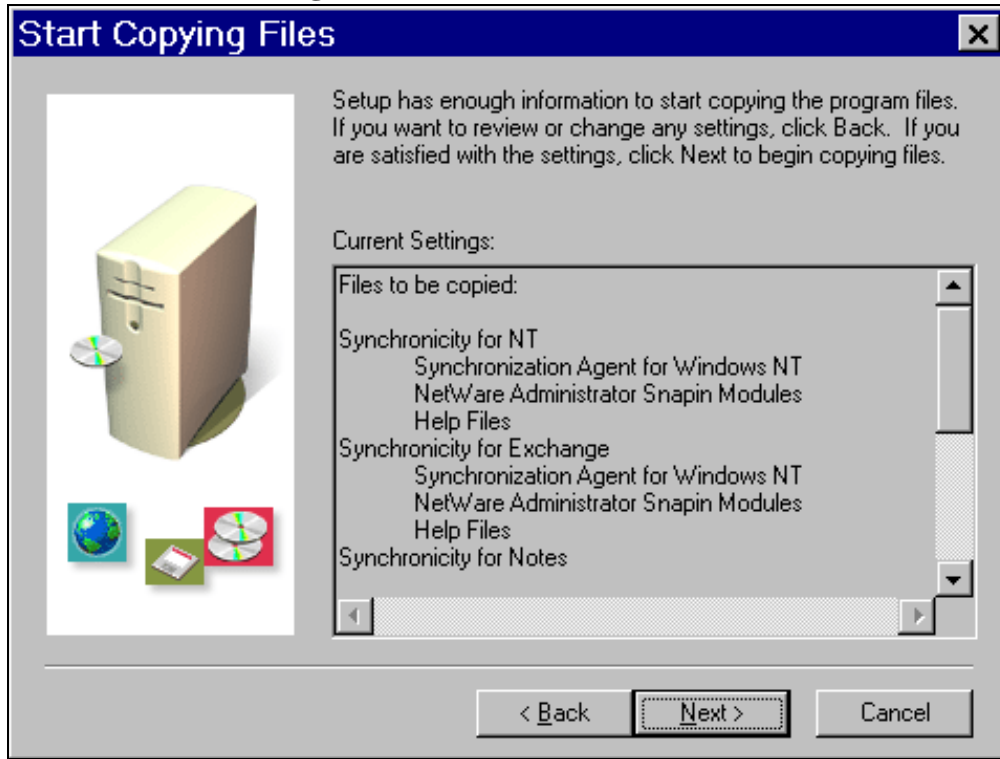 Start Copying Files
Setup has enough information to start copying the program files.
If you want to review or change any settings, click Back. If you
are satisfied with the settings, click Next to begin copying files.
Current Settings:
Files to be copied:
Synchronicity for NT
Synchronization Agent for Windows NT
NetWare Administrator Snapin Modules
Help Files
Synchronicity for Exchange
Synchronization Agent for Windows NT
NetWare Administrator Snapin Modules
Help Files
Synchronicity for Notes
< Back
Next >
Cancel